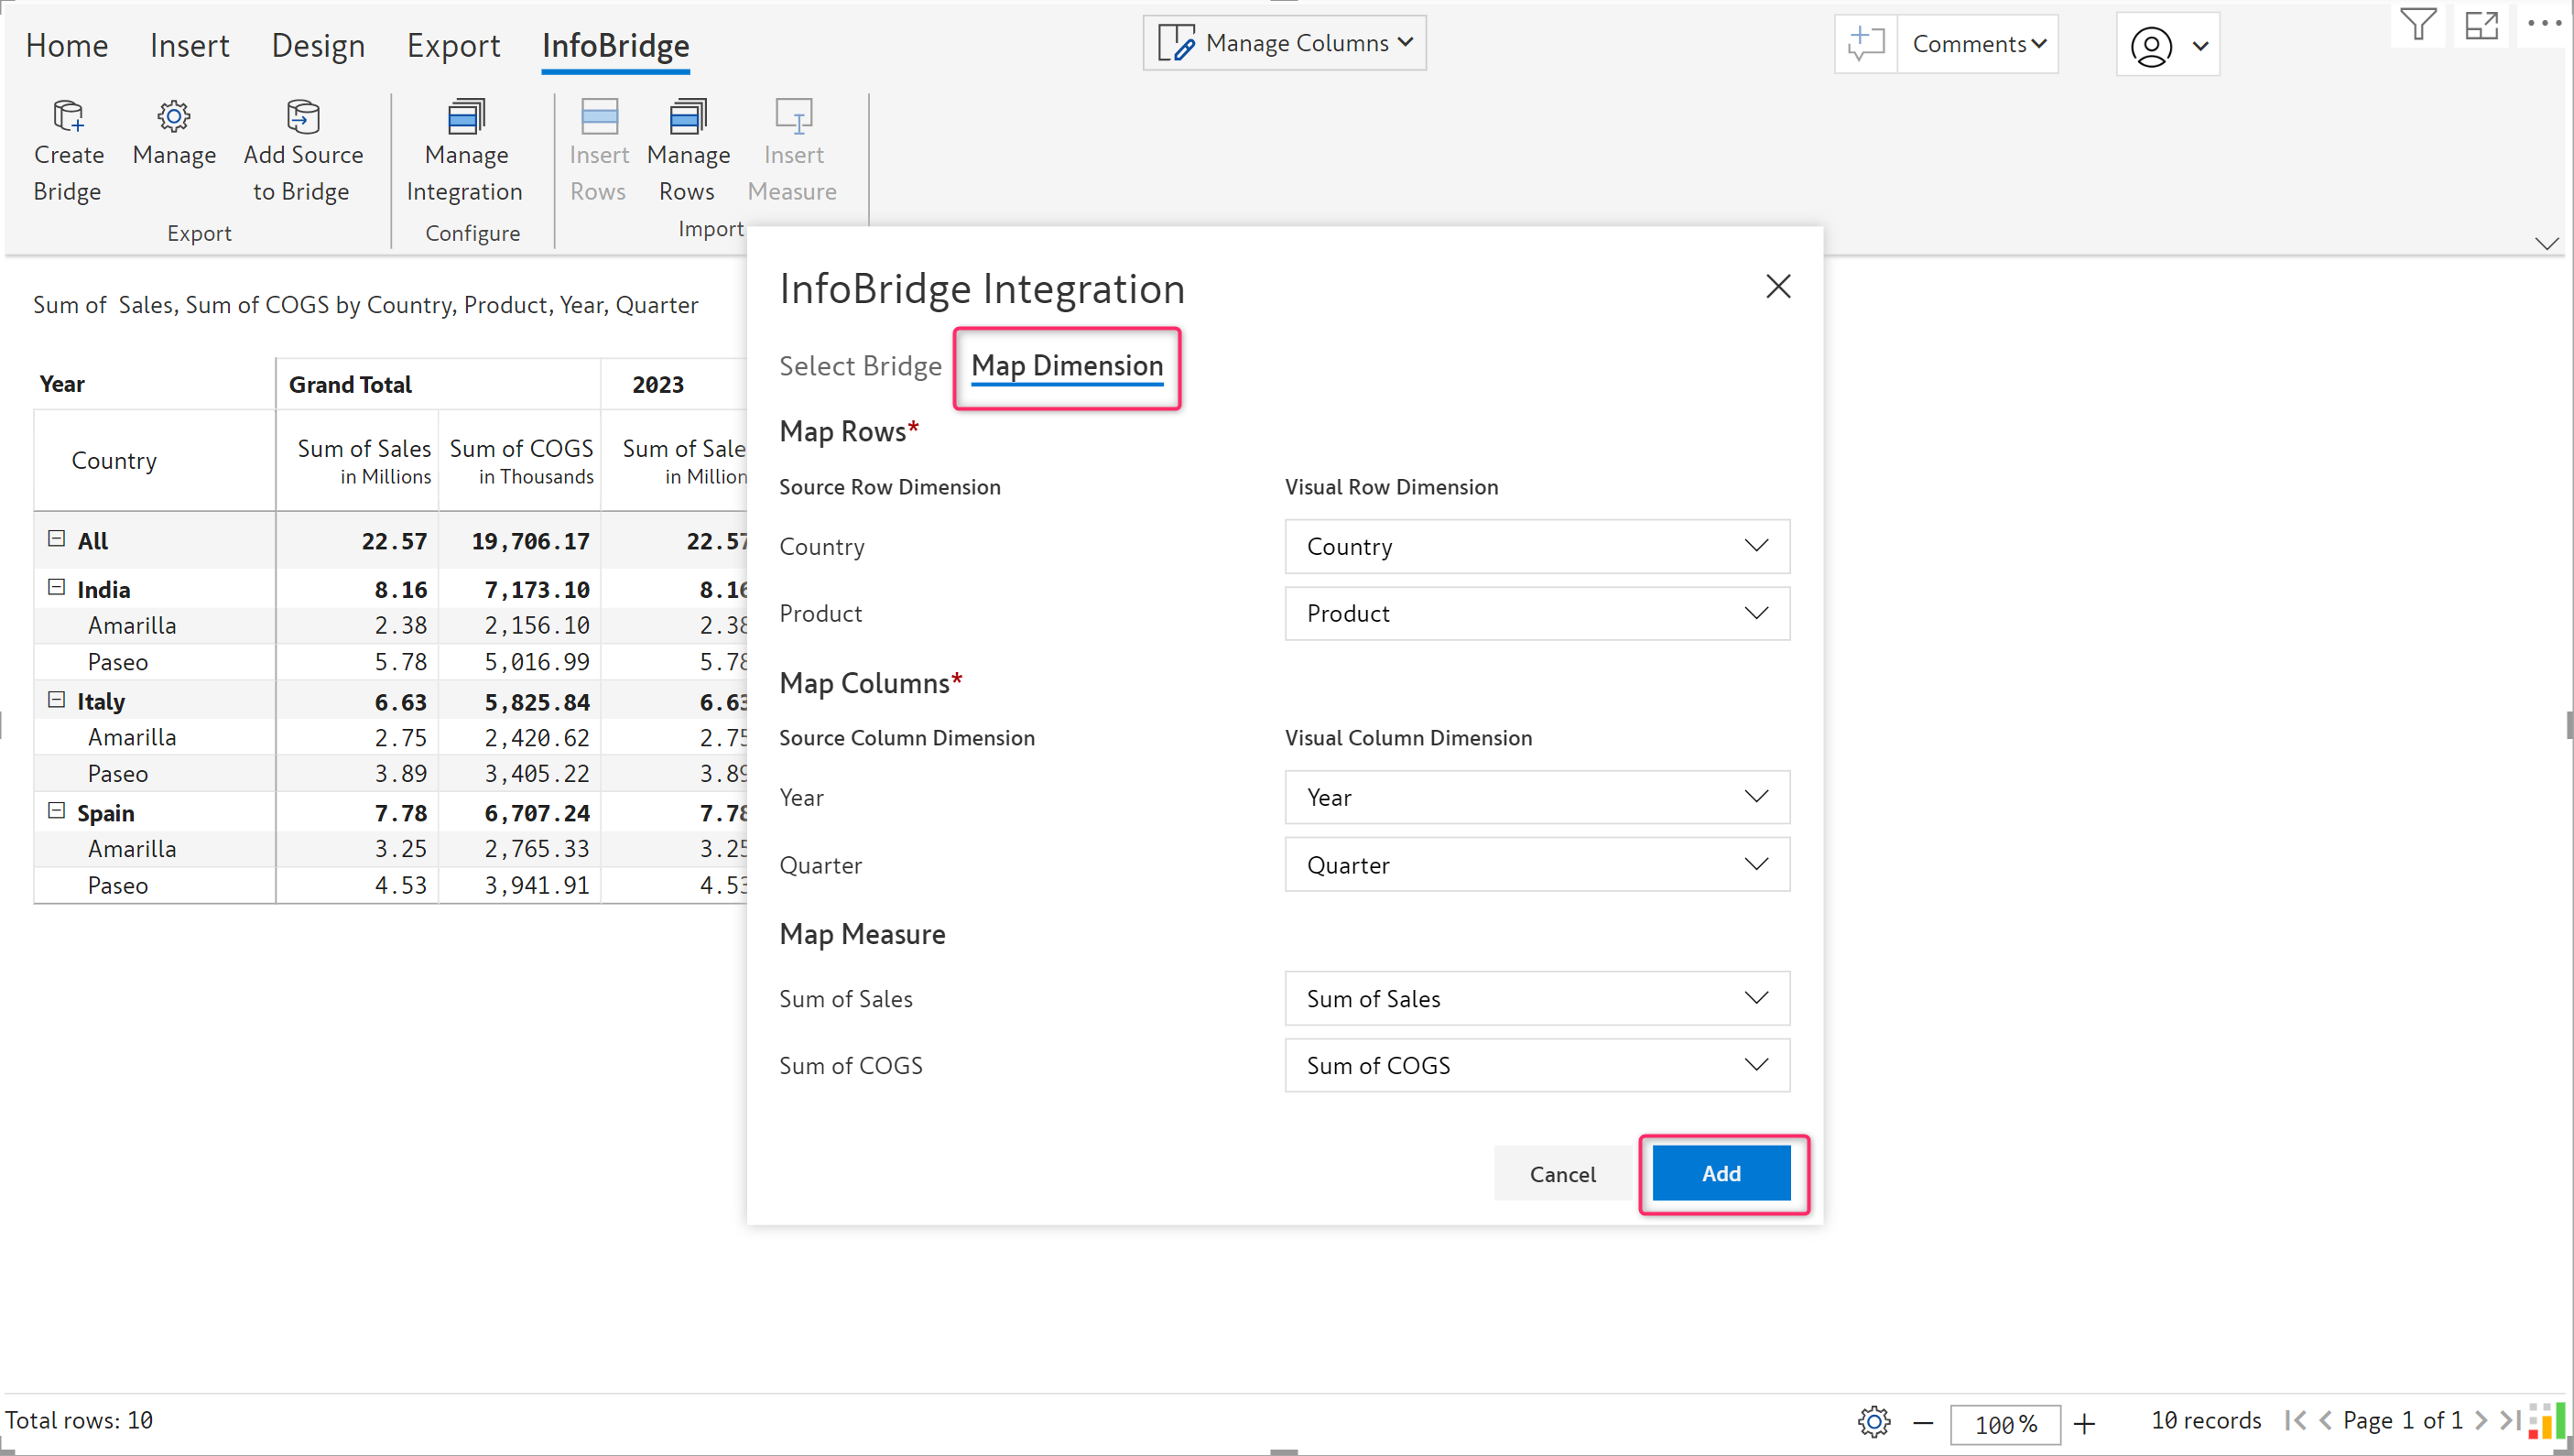 Home Insert Design Export InfoBridge
Manage Columns
Comments
Create Bridge
Manage
Add Source to Bridge
Export
Manage Integration
Configure
Insert Rows
Manage Rows
Insert Measure
Import
Sum of Sales, Sum of COGS by Country, Product, Year, Quarter
Year Grand Total 2023
Country Sum of Sales in Millions Sum of COGS in Thousands Sum of Sale in Million
All 22.57 19,706.17 22.57
India 8.16 7,173.10 8.16
Amarilla 2.38 2,156.10 2.38
Paseo 5.78 5,016.99 5.78
Italy 6.63 5,825.84 6.63
Amarilla 2.75 2,420.62 2.75
Paseo 3.89 3,405.22 3.89
Spain 7.78 6,707.24 7.78
Amarilla 3.25 2,765.33 3.25
Paseo 4.53 3,941.91 4.53
InfoBridge Integration
Select Bridge Map Dimension
Map Rows*
Source Row Dimension Visual Row Dimension
Country Country
Product Product
Map Columns*
Source Column Dimension Visual Column Dimension
Year Year
Quarter Quarter
Map Measure
Sum of Sales Sum of Sales
Sum of COGS Sum of COGS
Cancel Add
Total rows: 10
100%
10 records
Page 1 of 1